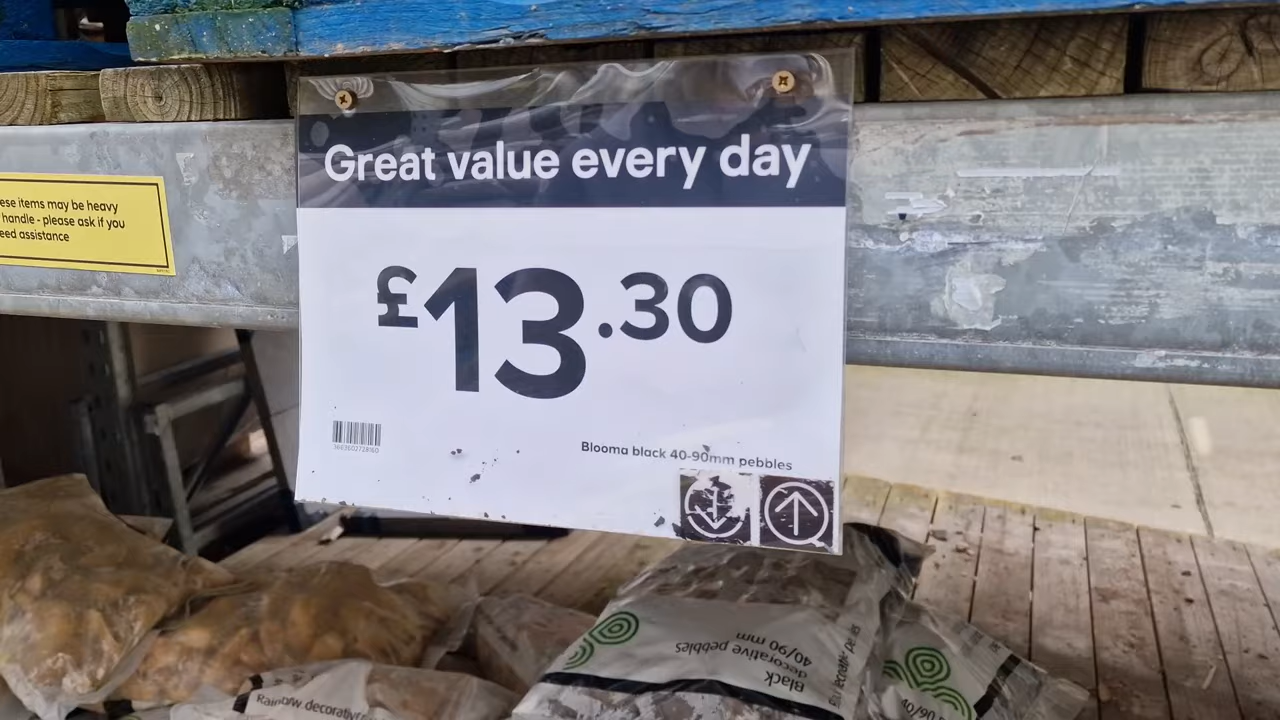 Great value every day
ese items may be heavy
handle - please ask if you
eed assistance
£13.30
Blooma black 40-90mm pebbles
Black
decorative pebbles
40/90 mm
Rainbow decorative